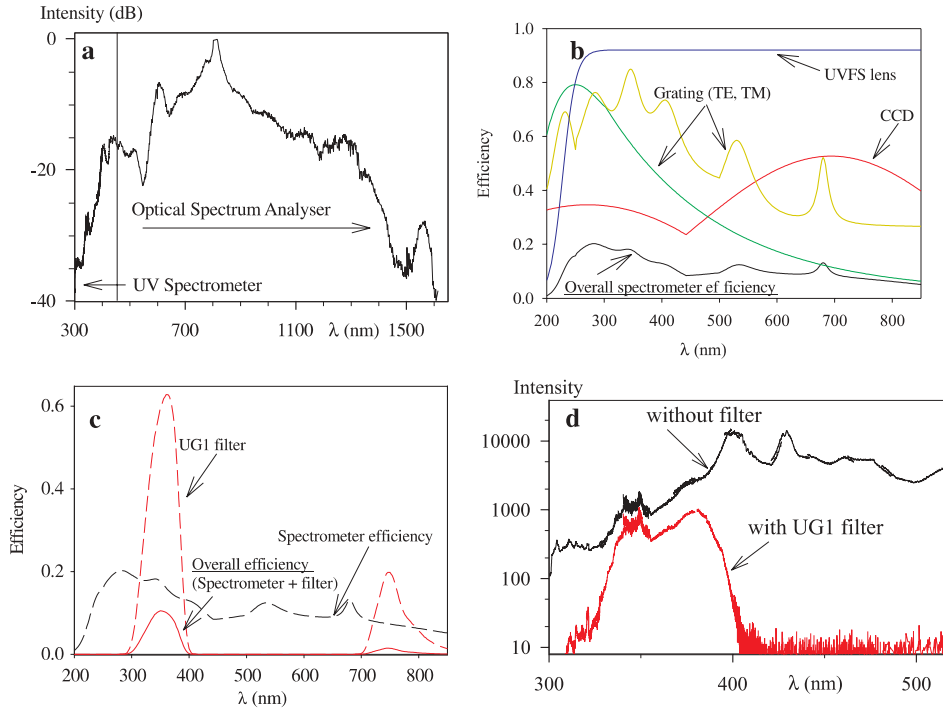 Intensity (dB)
a
0
-20
-40
Optical Spectrum Analyser
UV Spectrometer
300 700 1100 λ (nm) 1500
b
1.0
0.8
0.6
0.4
0.2
0.0
Efficiency
UVFS lens
Grating (TE, TM)
CCD
Overall spectrometer ef ficiency
200 300 400 500 600 700 800
λ (nm)
c
0.6
0.4
0.2
0.0
Efficiency
UG1 filter
Spectrometer efficiency
Overall efficiency
(Spectrometer + filter)
200 300 400 500 600 700 800
λ (nm)
Intensity
d
10000
1000
100
10
without filter
with UG1 filter
300 400 λ (nm) 500